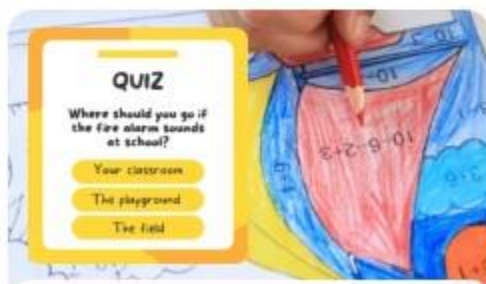 QUIZ
Where should you go if
the fire alarm sounds
at school?
Your classroom
The playground
The field
10-6-2+3
10-